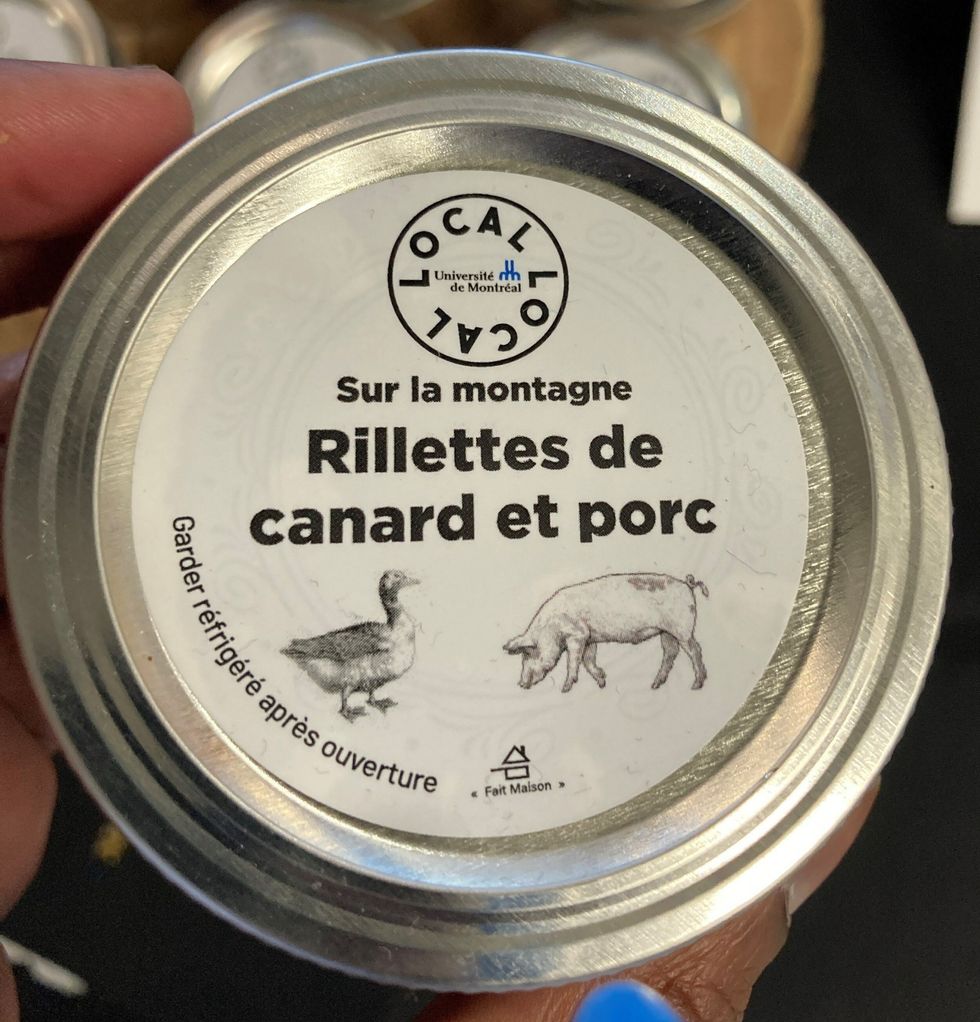 LOCAL LOCAL
Université
de Montréal
Sur la montagne
Rillettes de
canard et porc
Garder réfrigéré après ouverture
« Fait Maison »